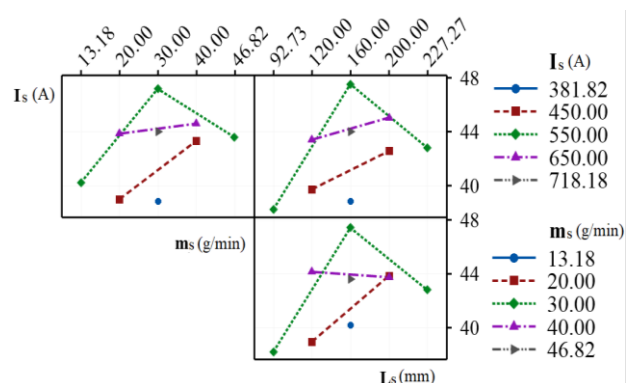 13.18 20.00 30.00 40.00 46.82 92.73 120.00 160.00 200.00 227.27
Is (A)
48
44
40
Is (A)
381.82
450.00
550.00
650.00
718.18
ms (g/min)
48
44
40
ms (g/min)
13.18
20.00
30.00
40.00
46.82
Ls (mm)